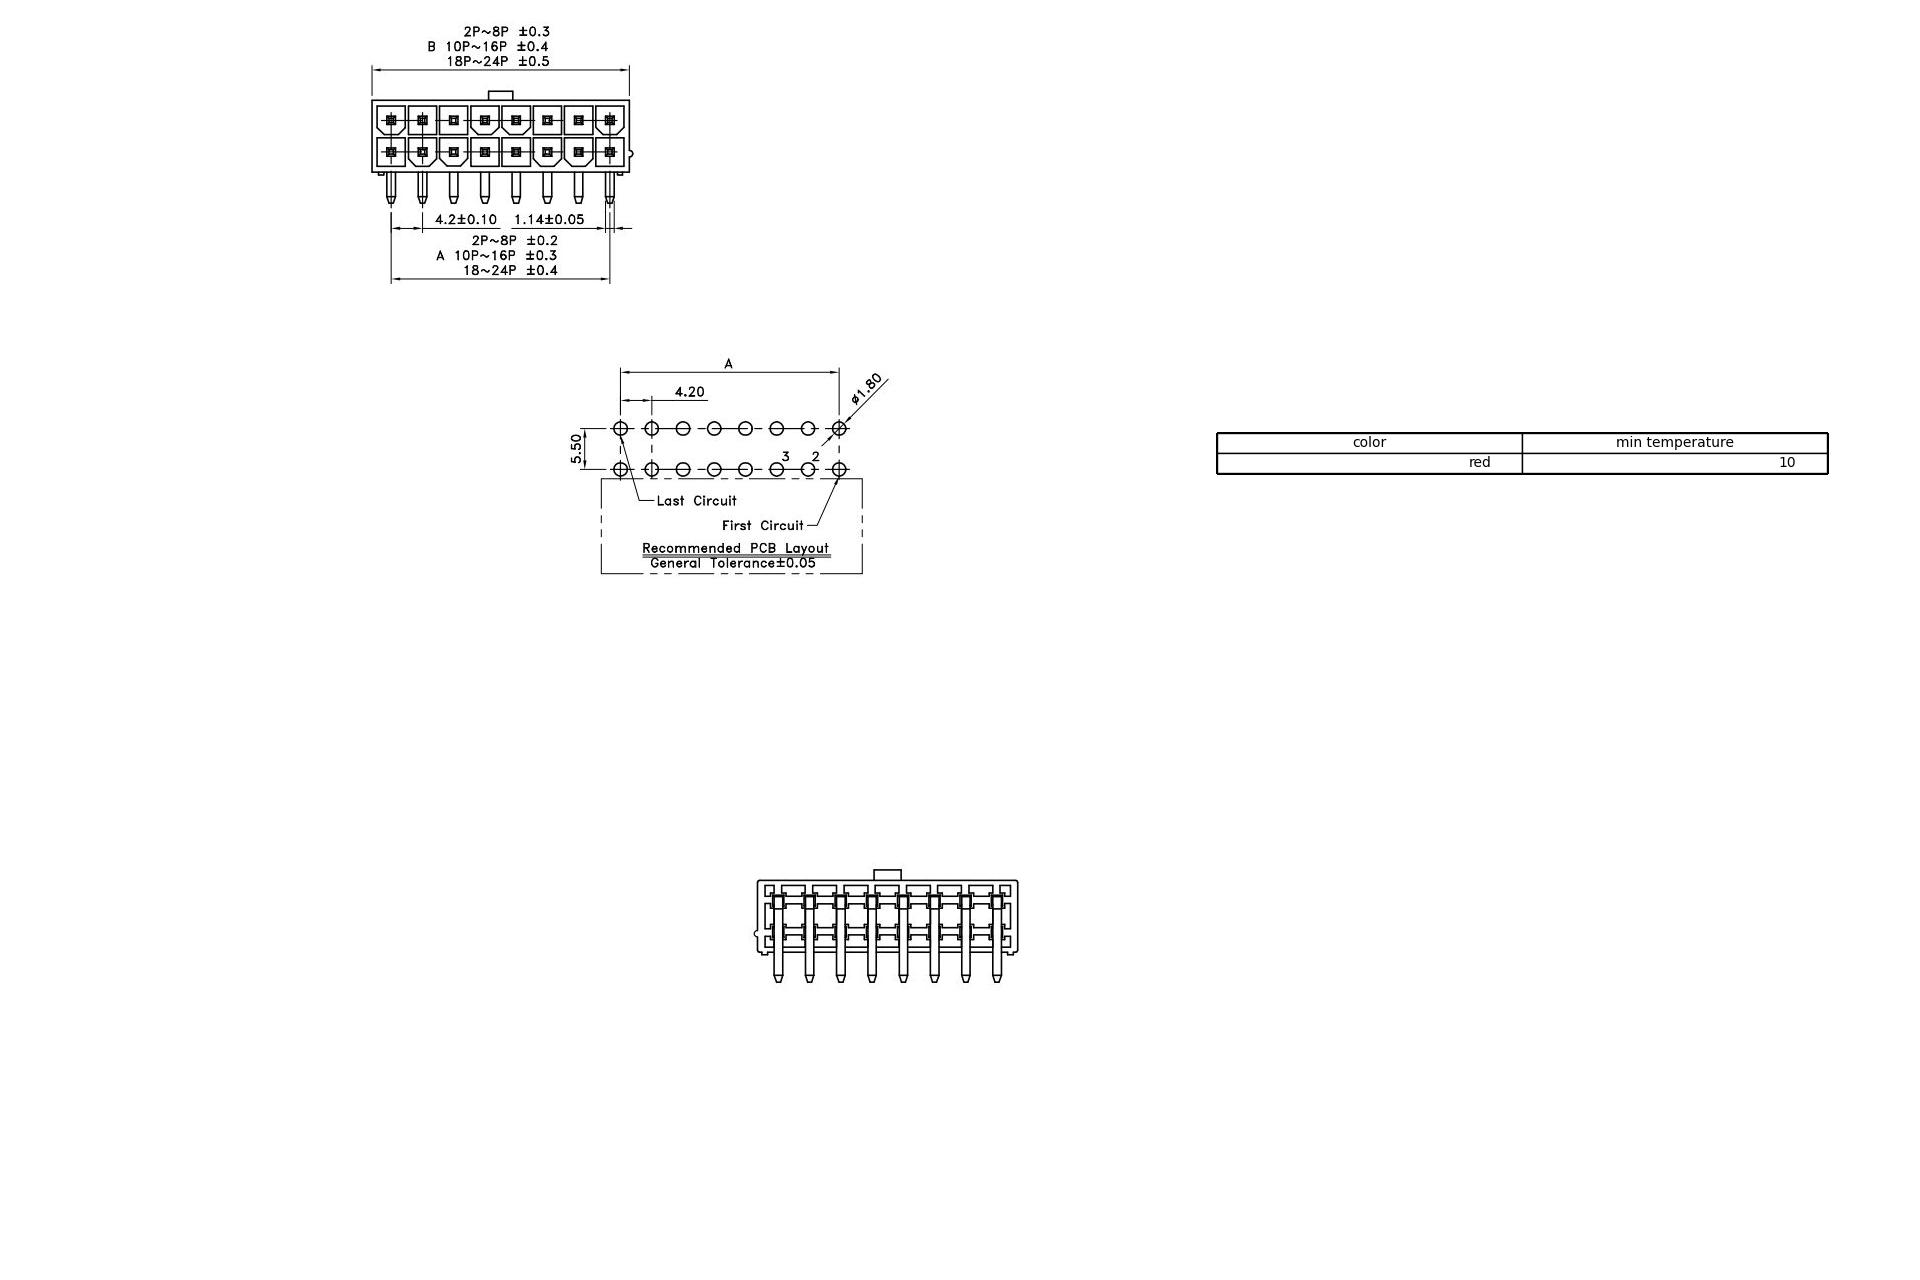 2P~8P ±0.3
B 10P~16P ±0.4
18P~24P ±0.5
4.2±0.10 1.14±0.05
2P~8P ±0.2
A 10P~16P ±0.3
18~24P ±0.4
A
4.20
ø1.80
5.50
3 2
Last Circuit
First Circuit
Recommended PCB Layout
General Tolerance±0.05
color min temperature
red 10